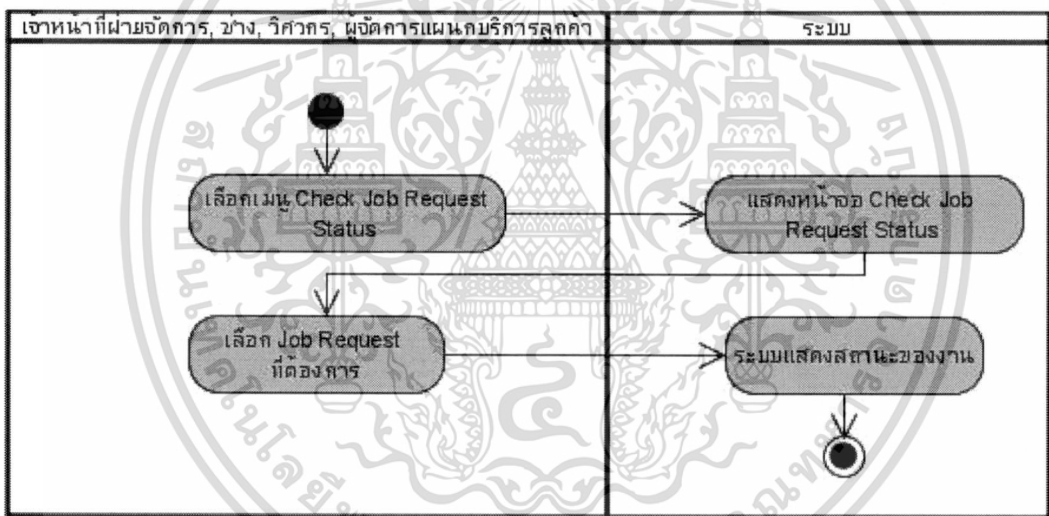 เจ้าหน้าที่ฝ่ายจัดการ, ช่าง, วิศวกร, ผู้จัดการแผนกบริการลูกค้า
ระบบ
เลือกเมนู Check Job Request
Status
แสดงหน้าจอ Check Job
Request Status
เลือก Job Request
ที่ต้องการ
ระบบแสดงสถานะของงาน